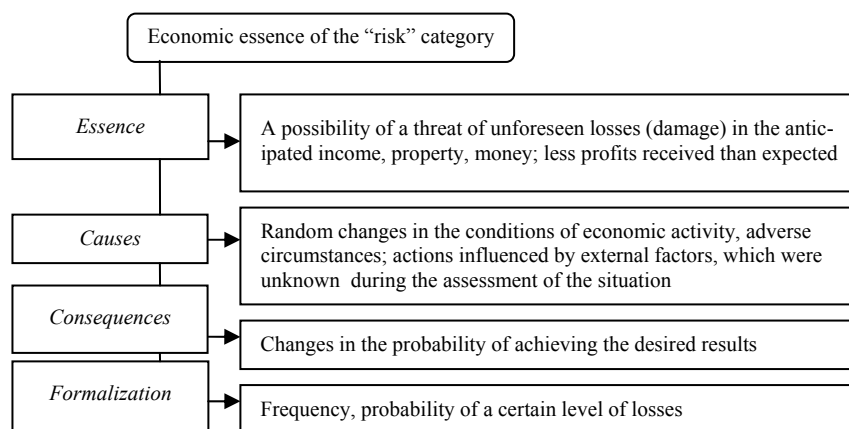 Economic essence of the “risk” category
Essence
A possibility of a threat of unforeseen losses (damage) in the antic-
ipated income, property, money; less profits received than expected
Causes
Random changes in the conditions of economic activity, adverse
circumstances; actions influenced by external factors, which were
unknown during the assessment of the situation
Consequences
Changes in the probability of achieving the desired results
Formalization
Frequency, probability of a certain level of losses